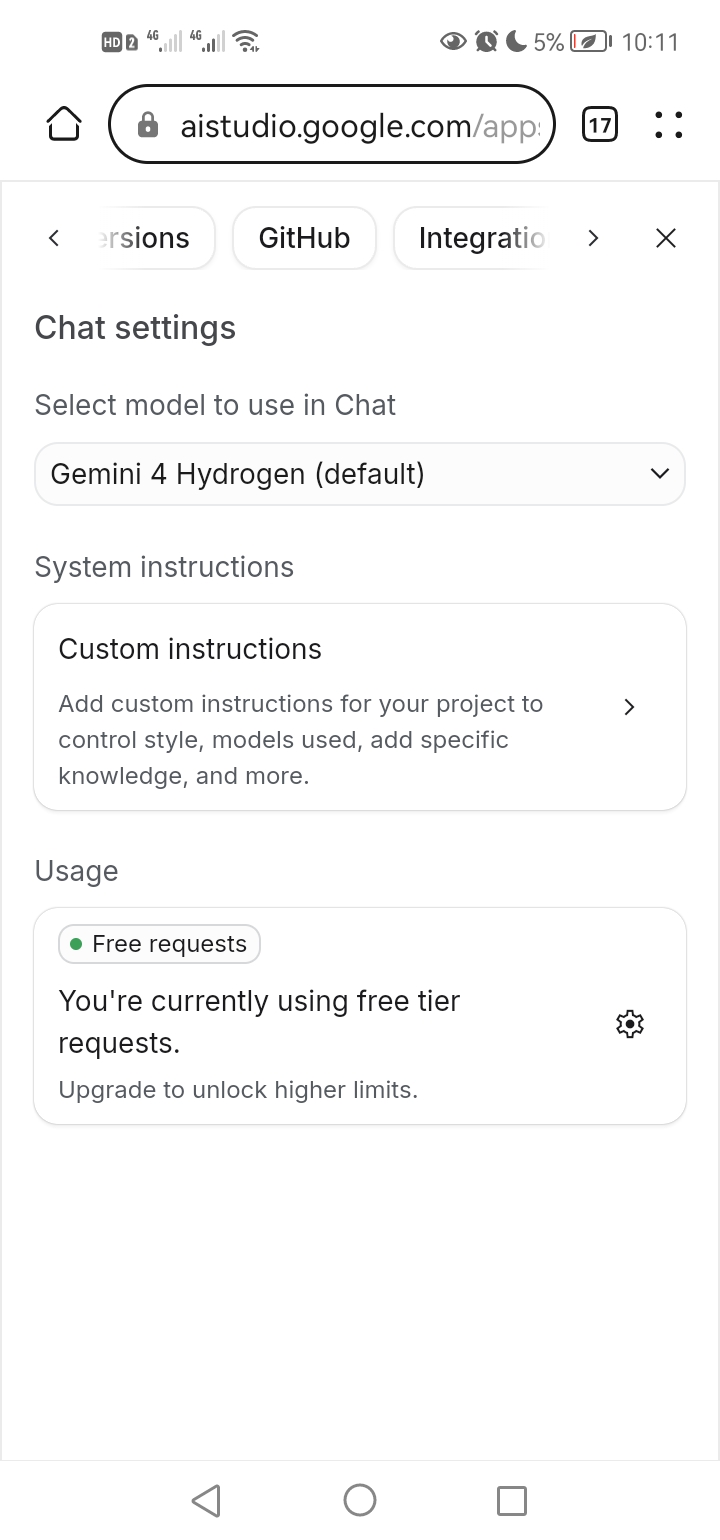 HD 2 4G 4G 5% 10:11
aistudio.google.com/app
17
ersions GitHub Integratio
Chat settings
Select model to use in Chat
Gemini 4 Hydrogen (default)
System instructions
Custom instructions
Add custom instructions for your project to
control style, models used, add specific
knowledge, and more.
Usage
Free requests
You're currently using free tier
requests.
Upgrade to unlock higher limits.